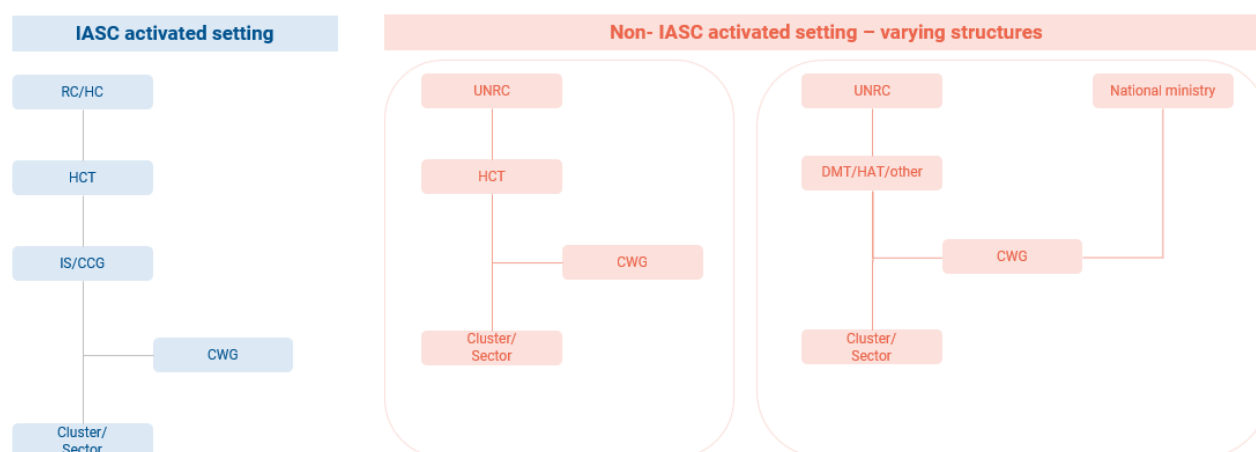 IASC activated setting
Non- IASC activated setting – varying structures
RC/HC
HCT
IS/CCG
CWG
Cluster/
Sector
UNRC
HCT
CWG
Cluster/
Sector
UNRC
National ministry
DMT/HAT/other
CWG
Cluster/
Sector